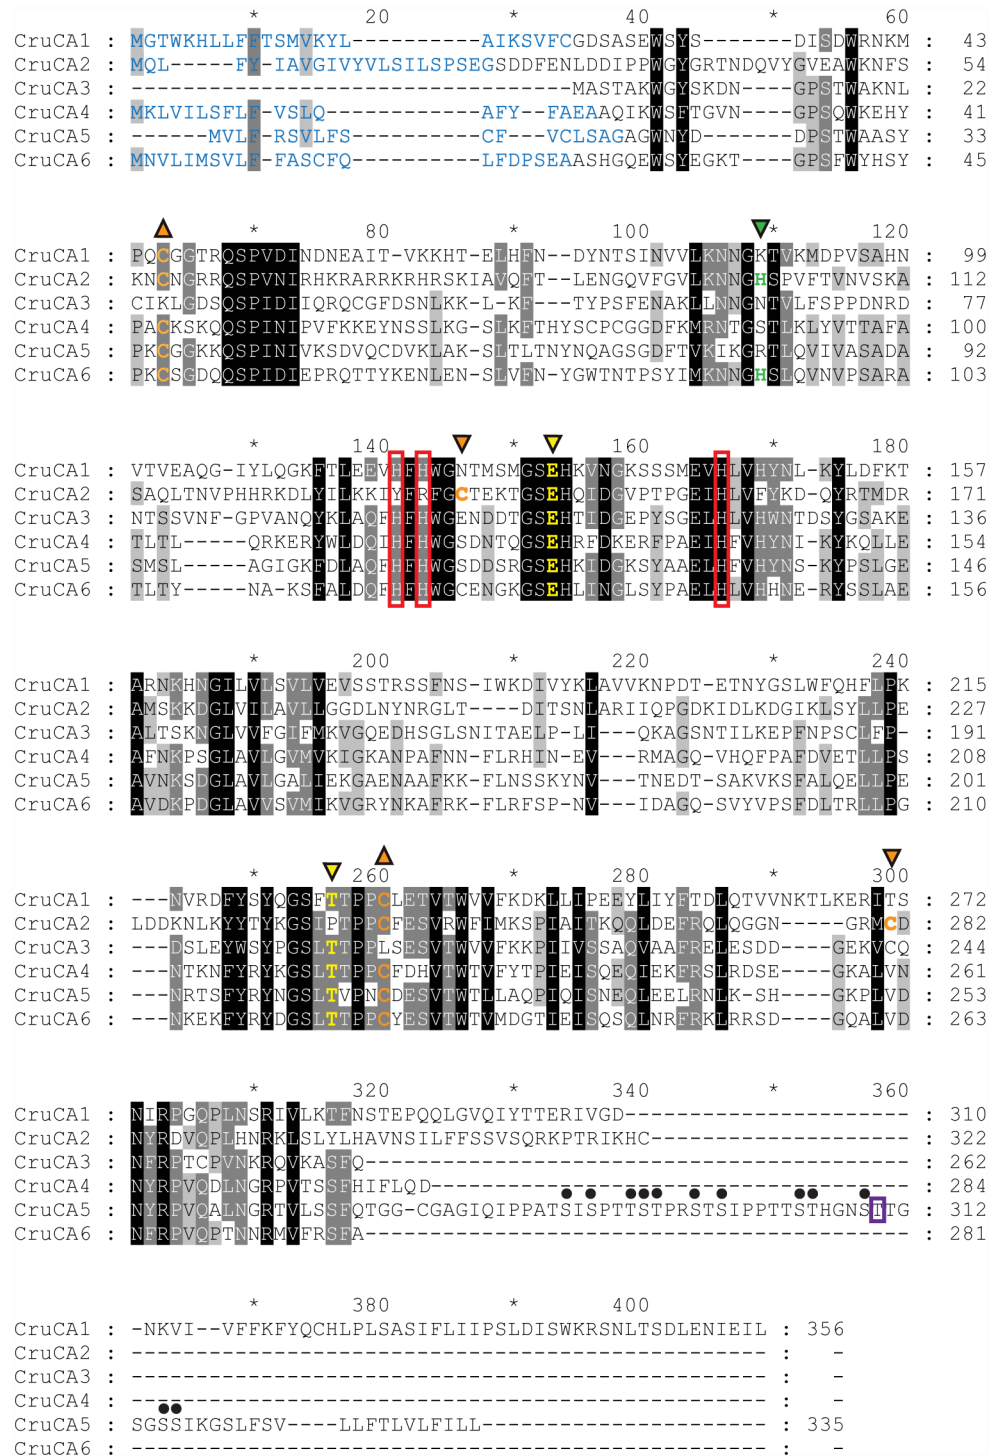 * 20 * 40 * 60
CruCA1 : MGTWKHLLFFTSMVKYL----------AIKSVFCGDSASEWSYS------DISDWRNKM : 43
CruCA2 : MQL-----FY-IAVGIVYVLSILSPSEGSDDFENLDDIPPWGYGRTNDQVYGVEAWKNFS : 54
CruCA3 : ----------------------------------MASTAKWGYSKDN---GPSTWAKNL : 22
CruCA4 : MKLVILSFLF-VSLQ------------AFY--FAEAAQIKWSFTGVN---GPSQWKEHY : 41
CruCA5 : ------MVLF-RSVLFS----------CF---VCLSAGAGWNYD------DPSTWAASY : 33
CruCA6 : MNVLIMSVLF-FASCFQ----------LFDPSEAASHGQEWSYEGKT---GPSFWYHSY : 45
* 80 * 100 * 120
CruCA1 : PQCGGTRQSPVDINDNEAIT-VKKHT-ELHFN--DYNTSINVVLKNNGKTVKMDPVSAHN : 99
CruCA2 : KNCNGRRQSPVNIRHKRARRKRHRSKIAVQFT--LENGQVFGVLKNNGHSPVFTVNVSKA : 112
CruCA3 : CIKLGDSQSPIDIQRQCGFDSNLKK-L-KF----TYPSFENAKLLNNGNTVLFSPPDNRD : 77
CruCA4 : PACKSKQQSPINIPVFKKEYNSSLKG-SLKFTHYSCPCGGDFKMRNTGSTLKLYVTTAFA : 100
CruCA5 : PKCGGKKQSPINIVKSDVQCDVKLAK-SLTLTNYNQAGSGDFTVKIKGRTLQVIVASADA : 92
CruCA6 : PKCSGDQQSPIDIEPRQTTYKENLEN-SLVFN-YGWTNTPSYIMKNNGHSLQVNVPSARA : 103
* 140 * 160 * 180
CruCA1 : VTVEAQG-IYLQGKFTLEEVHFHWGNTMSMGSEHKVNGKSSSMEVHLVHYNL-KYLDFKT : 157
CruCA2 : SAQLTNVPHHRKDLYILKKIYFRFGCTEKTGSEHQIDGVPTPGEIHLVFYKD-QYRTMDR : 171
CruCA3 : NTSSVNF-GPVANQYKLAQFHFHWGENDDTGSEHTIDGEPYSGELHLVHWNTDSYGSAKE : 136
CruCA4 : TLTL-----QRKERYWLDQIHFHWGSDNTQGSEHRFDKERFPAEIHFVHYNI-KYKQLLE : 154
CruCA5 : SMSL-----AGIGKFDLAQFHFHWGSDDSRGSEHKIDGKSYAAELHFVHYNS-KYPSLGE : 146
CruCA6 : TLTY-----NA-KSFALDQFHFHWGCENGKGSEHLINGLSYPAELHLVHHNE-RYSSLAE : 156
* 200 * 220 * 240
CruCA1 : ARNKHNGILVLSVLVEVSSTRSSFNS-IWKDIVYKLAVVKNPDT-ETNYGSLWFQHFLPK : 215
CruCA2 : AMSKKDGLVILAVLLGGDLNYNRGLT----DITSNLARIIQPGDKIDLKDGIKLSYLLPE : 227
CruCA3 : ALTSKNGLVVFGIFMKVGQEDHSGLSNITAELP-LI---QKAGSNTILKEPFNPSCLFP- : 191
CruCA4 : AFNKPSGLAVLGVMVKIGKANPAFNN-FLRHIN-EV---RMAGQ-VHQFPAFDVETLLPS : 208
CruCA5 : AVNKSDGLAVLGALIEKGAENAAFKK-FLNSSKYNV---TNEDT-SAKVKSFALQELLPE : 201
CruCA6 : AVDKPDGLAVVSVMIKVGRYNKAFRK-FLRFSP-NV---IDAGQ-SVYVPSFDLTRLLPG : 210
* 260 * 280 * 300
CruCA1 : ---NVRDFYSYQGSFTTPPCLETVTWVVFKDKLLIPEEYLIYFTDLQTVVNKTLKERITS : 272
CruCA2 : LDDKNLKYYTYKGSLPTPPCFESVRWFIMKSPIAITKQQLDEFRQLQGGN-----GRMCD : 282
CruCA3 : ---DSLEYWSYPGSLTTPPLSESVTWVVFKKPIIVSSAQVAAFRELESDD----GEKVCQ : 244
CruCA4 : ---NTKNFYRYKGSLTTPPCFDHVTWTVFYTPIEISQEQIEKFRSLRDSE----GKALVN : 261
CruCA5 : ---NRTSFYRYNGSLTVPNCDESVTWTLLAQPIQISNEQLEELRNLK-SH----GKPLVD : 253
CruCA6 : ---NKEKFYRYDGSLTTPPCYESVTWTVMDGTIEISQSQLNRFRKLRRSD----GQALVD : 263
* 320 * 340 * 360
CruCA1 : NIRPGQPLNSRIVLKTFNSTEPQQLGVQIYTTERIVGD---------------------- : 310
CruCA2 : NYRDVQPLHNRKLSLYLHAVNSILFFSSVSQRKPTRIKHC-------------------- : 322
CruCA3 : NFRPTCPVNKRQVKASFQ------------------------------------------ : 262
CruCA4 : NYRPVQDLNGRPVTSSFHIFLQD------------------------------------- : 284
CruCA5 : NYRPVQALNGRTVLSSFQTGG-CGAGIQIPPATSISPTTSTPRSTSIPPTTSTHGNSTTG : 312
CruCA6 : NFRPVQPTNNRMVFRSFA------------------------------------------ : 281
* 380 * 400
CruCA1 : -NKVI--VFFKFYQCHLPLSASIFLIIPSLDISWKRSNLTSDLENIEIL : 356
CruCA2 : ------------------------------------------------- : -
CruCA3 : ------------------------------------------------- : -
CruCA4 : ------------------------------------------------- : -
CruCA5 : SGSSIKGSLFSV----LLFTLVLFILL---------------------- : 335
CruCA6 : ------------------------------------------------- : -